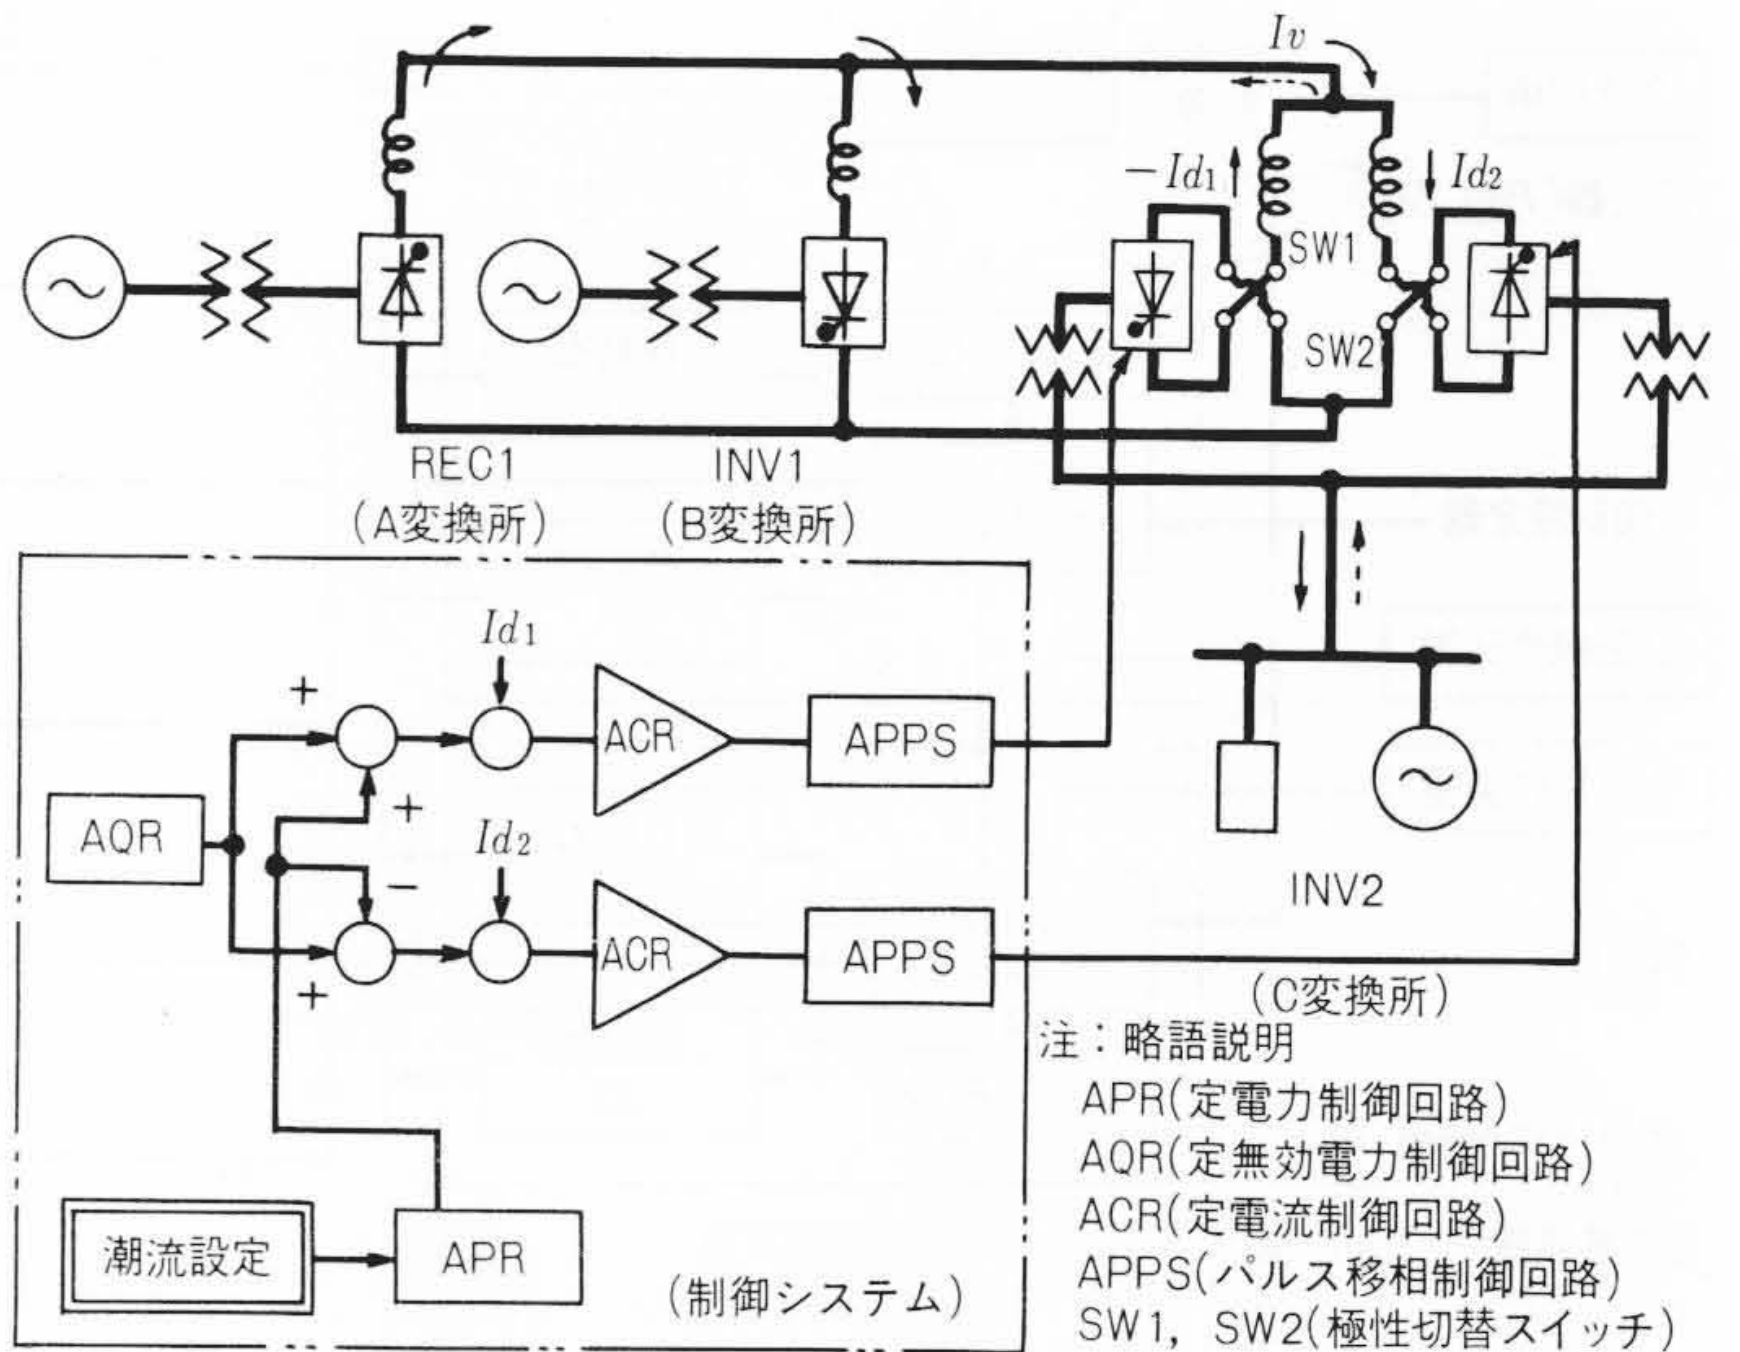 Iv
−Id1
Id2
SW1
SW2
REC1
(A変換所)
INV1
(B変換所)
Id1
+
ACR
APPS
AQR
+
Id2
−
ACR
APPS
+
INV2
(C変換所)
潮流設定
APR
(制御システム)
注：略語説明
APR(定電力制御回路)
AQR(定無効電力制御回路)
ACR(定電流制御回路)
APPS(パルス移相制御回路)
SW1, SW2(極性切替スイッチ)